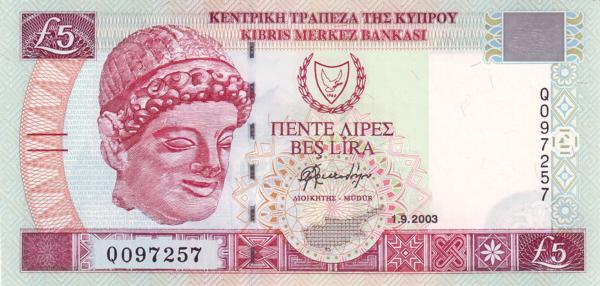 £5
ΚΕΝΤΡΙΚΗ ΤΡΑΠΕΖΑ ΤΗΣ ΚΥΠΡΟΥ
KIBRIS MERKEZ BANKASI
ΠΕΝΤΕ ΛΙΡΕΣ
BEŞ LİRA
ΔΙΟΙΚΗΤΗΣ - MÜDÜR
1.9.2003
Q097257
Q097257
£5